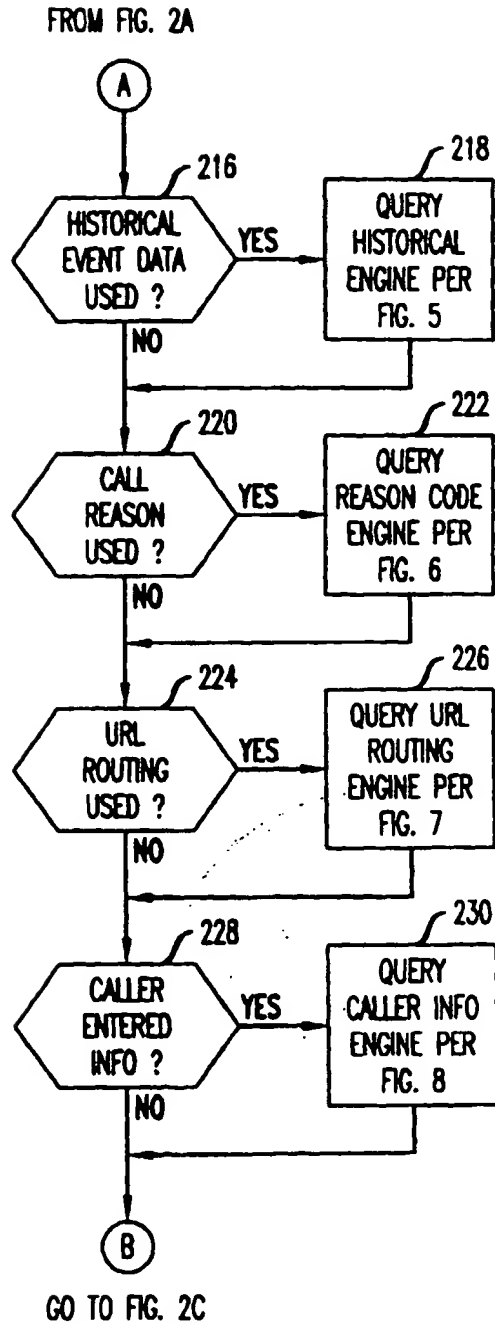 FROM FIG. 2A
A
216
HISTORICAL
EVENT DATA
USED ?
YES
NO
218
QUERY
HISTORICAL
ENGINE PER
FIG. 5
220
CALL
REASON
USED ?
YES
NO
222
QUERY
REASON CODE
ENGINE PER
FIG. 6
224
URL
ROUTING
USED ?
YES
NO
226
QUERY URL
ROUTING
ENGINE PER
FIG. 7
228
CALLER
ENTERED
INFO ?
YES
NO
230
QUERY
CALLER INFO
ENGINE PER
FIG. 8
B
GO TO FIG. 2C